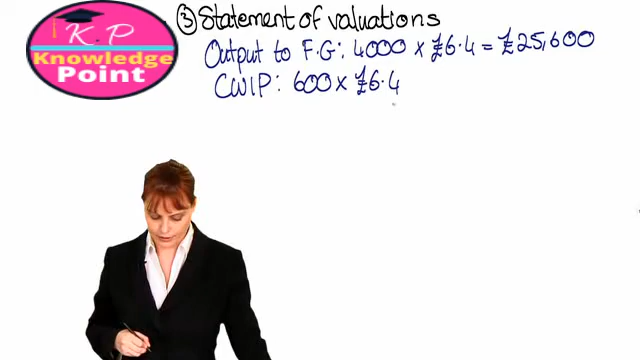 K.P
Knowledge
Point
③ Statement of valuations
Output to F.G: 4000 × £6.4 = £25,600
CWIP: 600 × £6.4